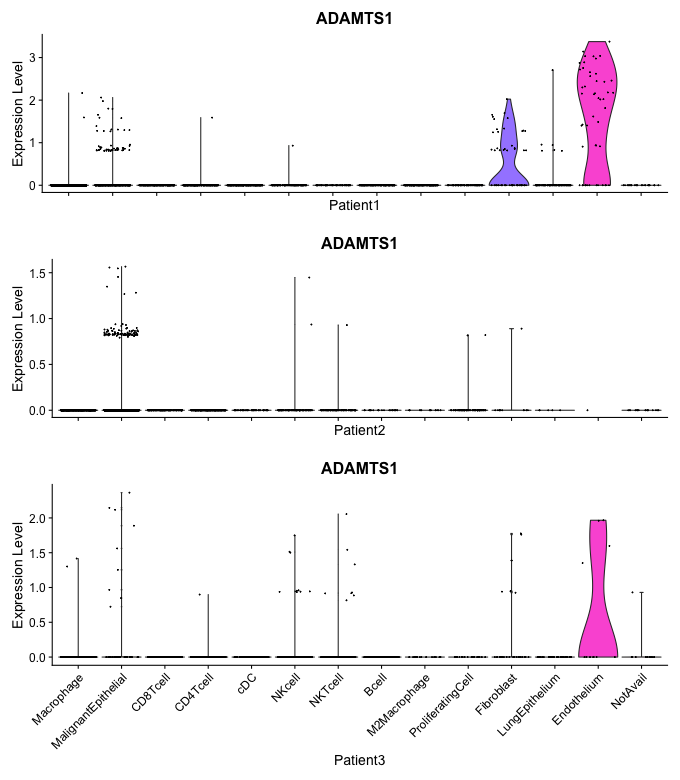 ADAMTS1
Expression Level
3
2
1
0
Patient1
ADAMTS1
Expression Level
1.5
1.0
0.5
0.0
Patient2
ADAMTS1
Expression Level
2.0
1.5
1.0
0.5
0.0
Macrophage
MalignantEpithelial
CD8Tcell
CD4Tcell
cDC
NKcell
NKTcell
Bcell
M2Macrophage
ProliferatingCell
Fibroblast
LungEpithelium
Endothelium
NotAvail
Patient3